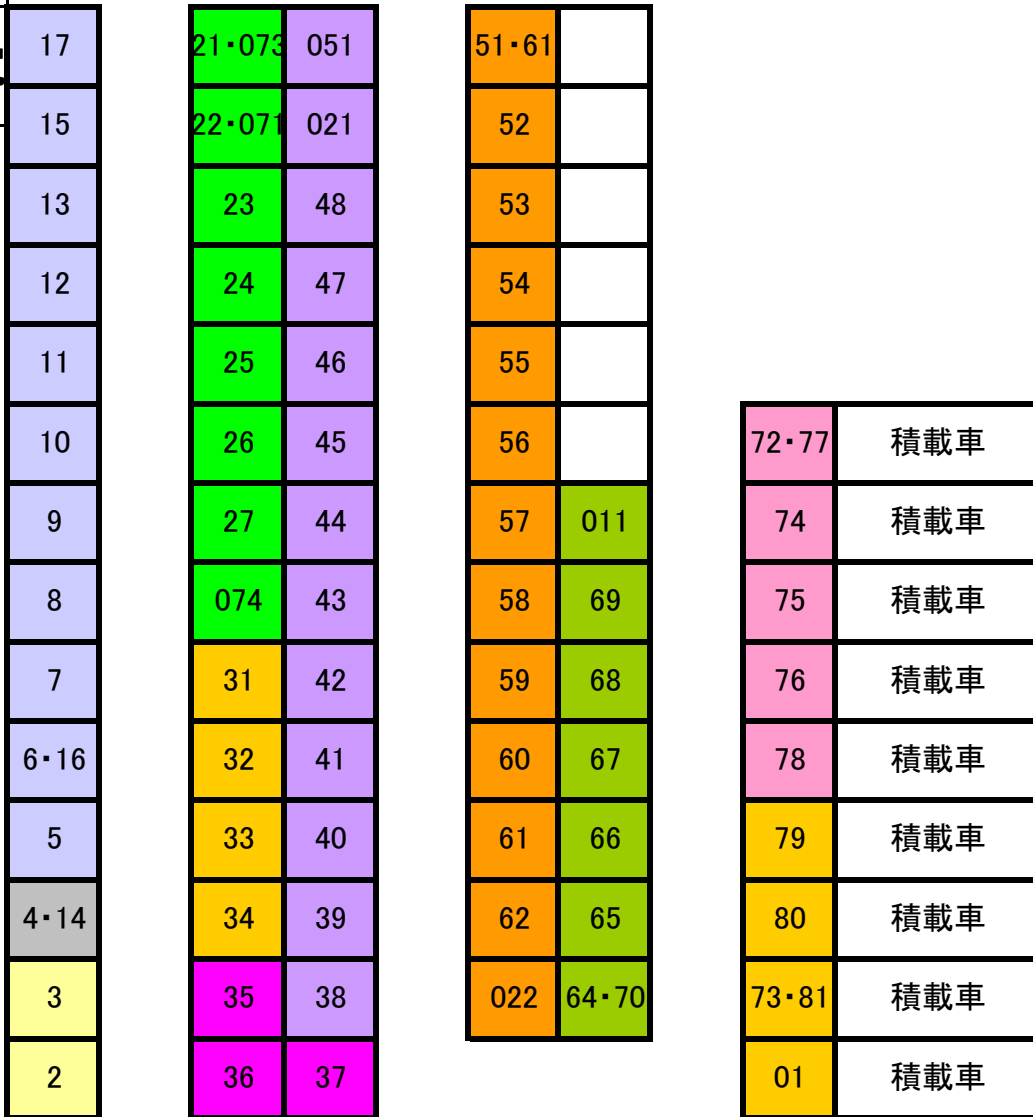 17 21・073 051 51・61
15 22・071 021 52
13 23 48 53
12 24 47 54
11 25 46 55
10 26 45 56 72・77 積載車
9 27 44 57 011 74 積載車
8 074 43 58 69 75 積載車
7 31 42 59 68 76 積載車
6・16 32 41 60 67 78 積載車
5 33 40 61 66 79 積載車
4・14 34 39 62 65 80 積載車
3 35 38 022 64・70 73・81 積載車
2 36 37 01 積載車